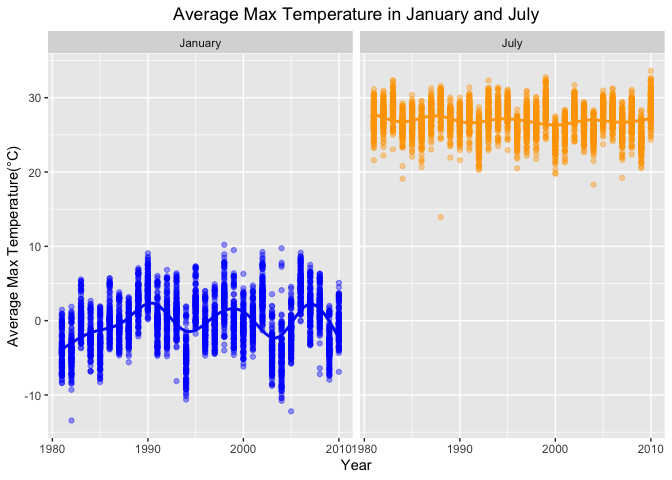 Average Max Temperature in January and July
January July
Average Max Temperature(°C)
30
20
10
0
-10
1980 1990 2000 2010 1980 1990 2000 2010
Year